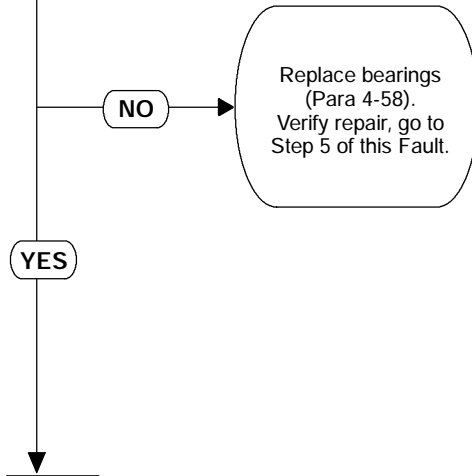 NO
Replace bearings
(Para 4-58).
Verify repair, go to
Step 5 of this Fault.
YES